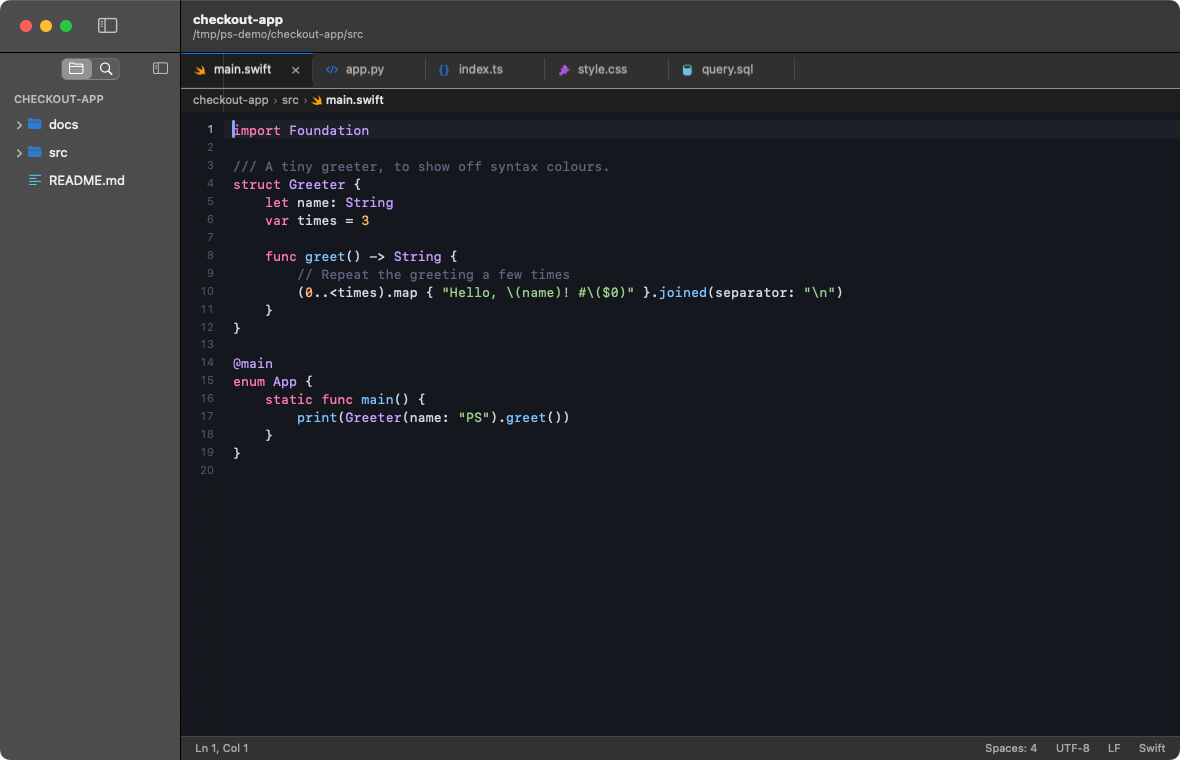 checkout-app
/tmp/ps-demo/checkout-app/src
main.swift
app.py
index.ts
style.css
query.sql
CHECKOUT-APP
docs
src
README.md
checkout-app › src › main.swift
1 import Foundation
2
3 /// A tiny greeter, to show off syntax colours.
4 struct Greeter {
5     let name: String
6     var times = 3
7
8     func greet() -> String {
9         // Repeat the greeting a few times
10         (0..<times).map { "Hello, \(name)! #\($0)" }.joined(separator: "\n")
11     }
12 }
13
14 @main
15 enum App {
16     static func main() {
17         print(Greeter(name: "PS").greet())
18     }
19 }
20
Ln 1, Col 1
Spaces: 4
UTF-8
LF
Swift